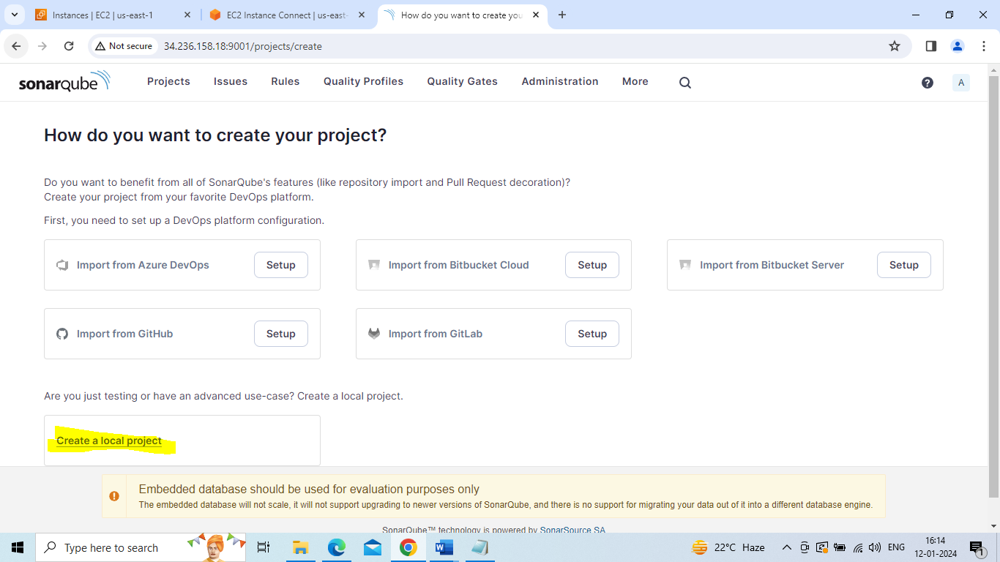 Instances | EC2 | us-east-1
EC2 Instance Connect | us-east-
How do you want to create you
Not secure
34.236.158.18:9001/projects/create
sonarqube
Projects
Issues
Rules
Quality Profiles
Quality Gates
Administration
More
A
How do you want to create your project?
Do you want to benefit from all of SonarQube's features (like repository import and Pull Request decoration)?
Create your project from your favorite DevOps platform.
First, you need to set up a DevOps platform configuration.
Import from Azure DevOps
Setup
Import from Bitbucket Cloud
Setup
Import from Bitbucket Server
Setup
Import from GitHub
Setup
Import from GitLab
Setup
Are you just testing or have an advanced use-case? Create a local project.
Create a local project
Embedded database should be used for evaluation purposes only
The embedded database will not scale, it will not support upgrading to newer versions of SonarQube, and there is no support for migrating your data out of it into a different database engine.
SonarQube™ technology is powered by SonarSource SA
Type here to search
22°C Haze
ENG
16:14
12-01-2024
1